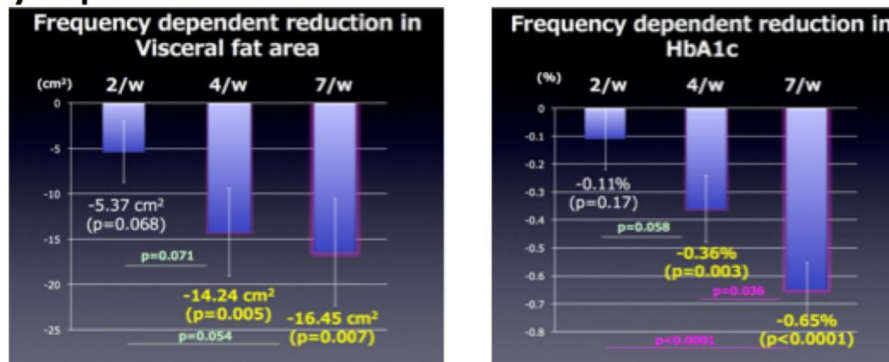 Frequency dependent reduction in
Visceral fat area
(cm²) 2/w 4/w 7/w
0
-5
-10
-15
-20
-25
-5.37 cm²
(p=0.068)
p=0.071
-14.24 cm²
(p=0.005)
-16.45 cm²
(p=0.007)
p=0.054
Frequency dependent reduction in
HbA1c
(%) 2/w 4/w 7/w
0
-0.1
-0.2
-0.3
-0.4
-0.5
-0.6
-0.7
-0.8
-0.11%
(p=0.17)
p=0.058
-0.36%
(p=0.003)
p=0.036
-0.65%
(p<0.0001)
p<0.0001